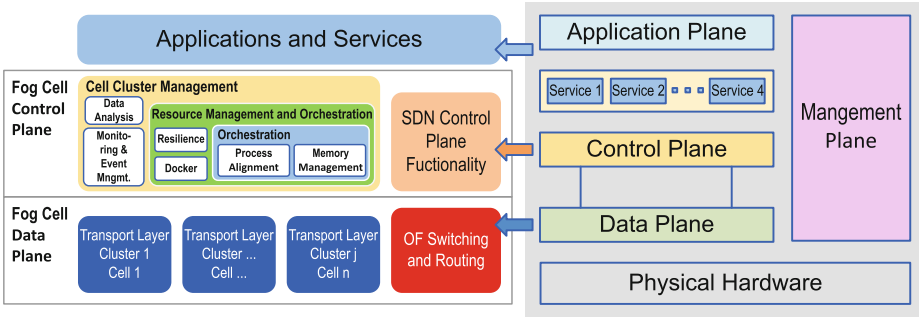 Applications and Services
Fog Cell
Control
Plane
Cell Cluster Management
Data
Analysis
Monito-
ring &
Event
Mngmt.
Resource Management and Orchestration
Resilience
Docker
Orchestration
Process
Alignment
Memory
Management
SDN Control
Plane
Fuctionality
Fog Cell
Data
Plane
Transport Layer
Cluster 1
Cell 1
Transport Layer
Cluster ...
Cell ...
Transport Layer
Cluster j
Cell n
OF Switching
and Routing
Application Plane
Service 1
Service 2
Service 4
Control Plane
Data Plane
Mangement
Plane
Physical Hardware